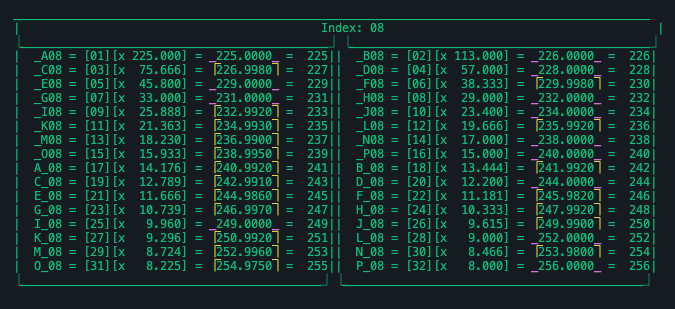 Index: 08
_A08 = [01][x 225.000] = _225.0000_ = 225|| _B08 = [02][x 113.000] = _226.0000_ = 226|
| _C08 = [03][x 75.666] = ⌈226.9980⌉ = 227|| _D08 = [04][x 57.000] = _228.0000_ = 228|
| _E08 = [05][x 45.800] = _229.0000_ = 229|| _F08 = [06][x 38.333] = ⌈229.9980⌉ = 230|
| _G08 = [07][x 33.000] = _231.0000_ = 231|| _H08 = [08][x 29.000] = _232.0000_ = 232|
| _I08 = [09][x 25.888] = ⌈232.9920⌉ = 233|| _J08 = [10][x 23.400] = _234.0000_ = 234|
| _K08 = [11][x 21.363] = ⌈234.9930⌉ = 235|| _L08 = [12][x 19.666] = ⌈235.9920⌉ = 236|
| _M08 = [13][x 18.230] = ⌈236.9900⌉ = 237|| _N08 = [14][x 17.000] = _238.0000_ = 238|
| _O08 = [15][x 15.933] = ⌈238.9950⌉ = 239|| _P08 = [16][x 15.000] = _240.0000_ = 240|
| A_08 = [17][x 14.176] = ⌈240.9920⌉ = 241|| B_08 = [18][x 13.444] = ⌈241.9920⌉ = 242|
| C_08 = [19][x 12.789] = ⌈242.9910⌉ = 243|| D_08 = [20][x 12.200] = _244.0000_ = 244|
| E_08 = [21][x 11.666] = ⌈244.9860⌉ = 245|| F_08 = [22][x 11.181] = ⌈245.9820⌉ = 246|
| G_08 = [23][x 10.739] = ⌈246.9970⌉ = 247|| H_08 = [24][x 10.333] = ⌈247.9920⌉ = 248|
| I_08 = [25][x 9.960] = _249.0000_ = 249|| J_08 = [26][x 9.615] = ⌈249.9900⌉ = 250|
| K_08 = [27][x 9.296] = ⌈250.9920⌉ = 251|| L_08 = [28][x 9.000] = _252.0000_ = 252|
| M_08 = [29][x 8.724] = ⌈252.9960⌉ = 253|| N_08 = [30][x 8.466] = ⌈253.9800⌉ = 254|
| O_08 = [31][x 8.225] = ⌈254.9750⌉ = 255|| P_08 = [32][x 8.000] = _256.0000_ = 256|